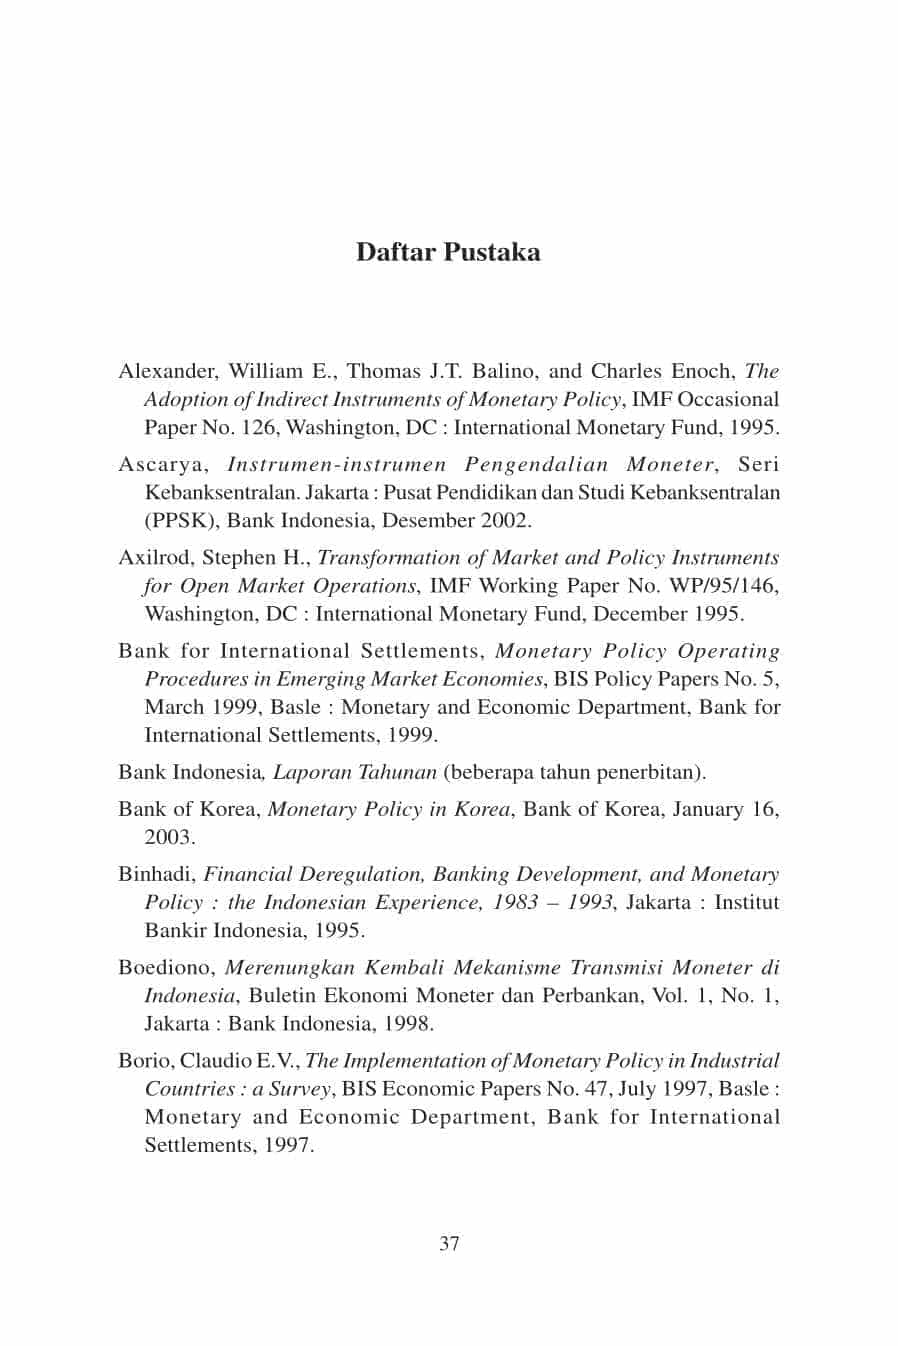 Daftar Pustaka
Alexander, William E., Thomas J.T. Balino, and Charles Enoch, The
Adoption of Indirect Instruments of Monetary Policy, IMF Occasional
Paper No. 126, Washington, DC : International Monetary Fund, 1995.
Ascarya, Instrumen-instrumen Pengendalian Moneter, Seri
Kebanksentralan. Jakarta : Pusat Pendidikan dan Studi Kebanksentralan
(PPSK), Bank Indonesia, Desember 2002.
Axilrod, Stephen H., Transformation of Market and Policy Instruments
for Open Market Operations, IMF Working Paper No. WP/95/146,
Washington, DC : International Monetary Fund, December 1995.
Bank for International Settlements, Monetary Policy Operating
Procedures in Emerging Market Economies, BIS Policy Papers No. 5,
March 1999, Basle : Monetary and Economic Department, Bank for
International Settlements, 1999.
Bank Indonesia, Laporan Tahunan (beberapa tahun penerbitan).
Bank of Korea, Monetary Policy in Korea, Bank of Korea, January 16,
2003.
Binhadi, Financial Deregulation, Banking Development, and Monetary
Policy : the Indonesian Experience, 1983 – 1993, Jakarta : Institut
Bankir Indonesia, 1995.
Boediono, Merenungkan Kembali Mekanisme Transmisi Moneter di
Indonesia, Buletin Ekonomi Moneter dan Perbankan, Vol. 1, No. 1,
Jakarta : Bank Indonesia, 1998.
Borio, Claudio E.V., The Implementation of Monetary Policy in Industrial
Countries : a Survey, BIS Economic Papers No. 47, July 1997, Basle :
Monetary and Economic Department, Bank for International
Settlements, 1997.
37